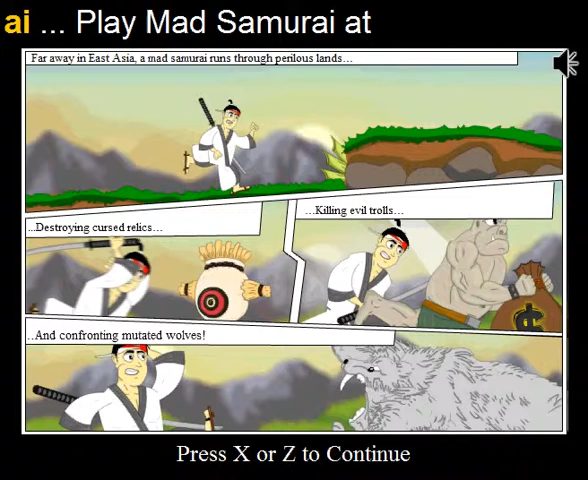 ai ... Play Mad Samurai at
Far away in East Asia, a mad samurai runs through perilous lands...
...Killing evil trolls...
...Destroying cursed relics...
...And confronting mutated wolves!
¢
Press X or Z to Continue